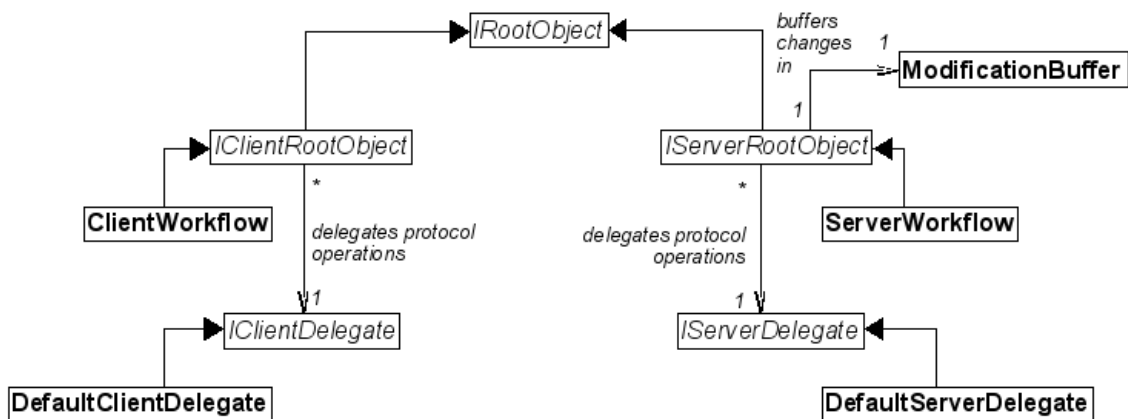 IRootObject
buffers
changes
in
1
ModificationBuffer
1
IClientRootObject
IServerRootObject
*
*
ClientWorkflow
ServerWorkflow
delegates protocol
operations
delegates protocol
operations
1
1
IClientDelegate
IServerDelegate
DefaultClientDelegate
DefaultServerDelegate